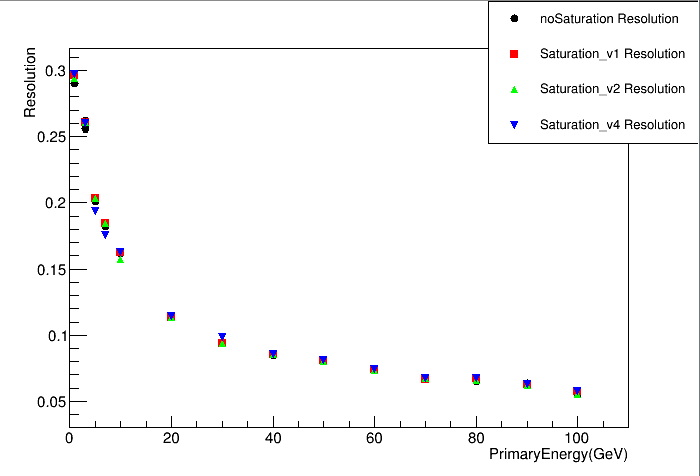 noSaturation Resolution
Saturation_v1 Resolution
Saturation_v2 Resolution
Saturation_v4 Resolution
Resolution
0.3
0.25
0.2
0.15
0.1
0.05
0 20 40 60 80 100
PrimaryEnergy(GeV)